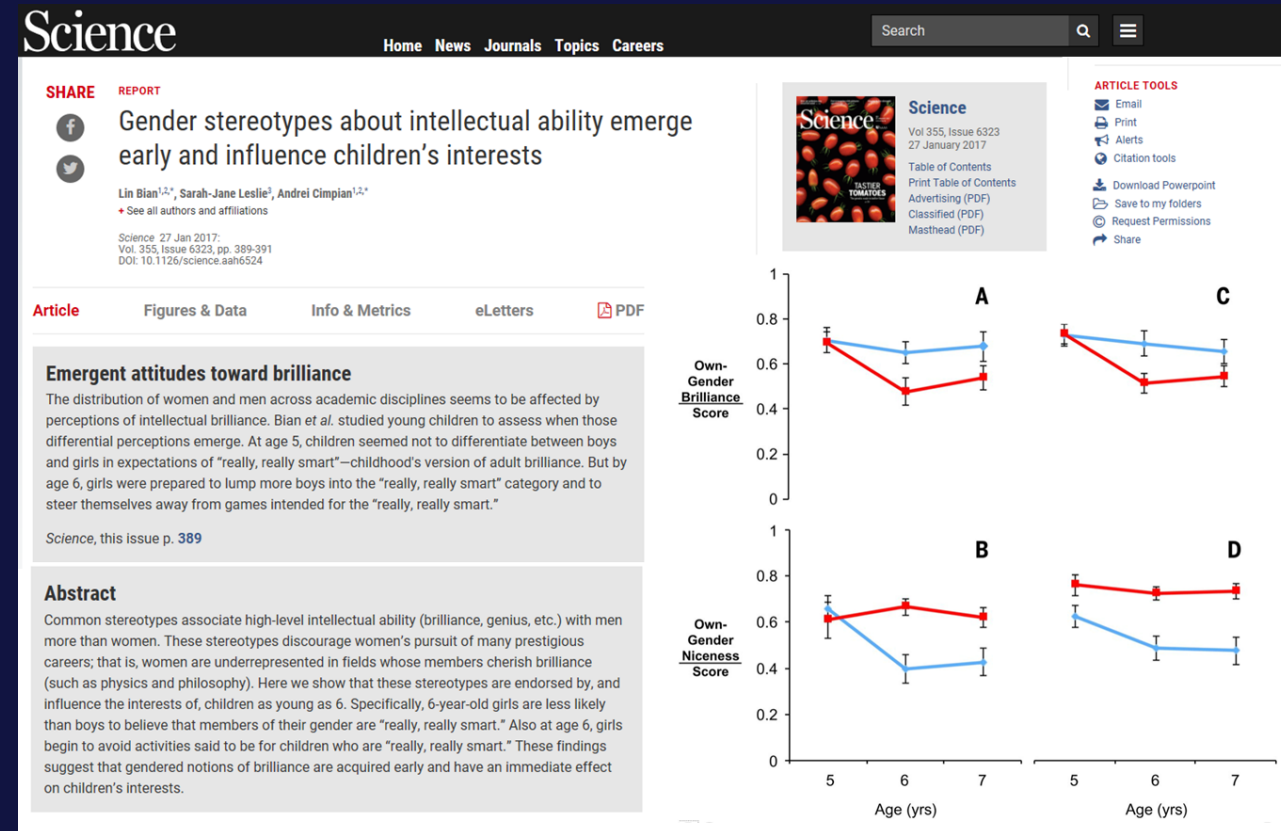 Science
Home News Journals Topics Careers
Search
SHARE
REPORT
Gender stereotypes about intellectual ability emerge
early and influence children's interests
Lin Bian1,2,*, Sarah-Jane Leslie3, Andrei Cimpian1,2,*
+ See all authors and affiliations
Science 27 Jan 2017:
Vol. 355, Issue 6323, pp. 389-391
DOI: 10.1126/science.aah6524
Science
TASTIER
TOMATOES
Science
Vol 355, Issue 6323
27 January 2017
Table of Contents
Print Table of Contents
Advertising (PDF)
Classified (PDF)
Masthead (PDF)
ARTICLE TOOLS
Email
Print
Alerts
Citation tools
Download Powerpoint
Save to my folders
Request Permissions
Share
Article Figures & Data Info & Metrics eLetters PDF
Emergent attitudes toward brilliance
The distribution of women and men across academic disciplines seems to be affected by
perceptions of intellectual brilliance. Bian et al. studied young children to assess when those
differential perceptions emerge. At age 5, children seemed not to differentiate between boys
and girls in expectations of “really, really smart”—childhood's version of adult brilliance. But by
age 6, girls were prepared to lump more boys into the “really, really smart” category and to
steer themselves away from games intended for the “really, really smart.”
Science, this issue p. 389
Abstract
Common stereotypes associate high-level intellectual ability (brilliance, genius, etc.) with men
more than women. These stereotypes discourage women's pursuit of many prestigious
careers; that is, women are underrepresented in fields whose members cherish brilliance
(such as physics and philosophy). Here we show that these stereotypes are endorsed by, and
influence the interests of, children as young as 6. Specifically, 6-year-old girls are less likely
than boys to believe that members of their gender are “really, really smart.” Also at age 6, girls
begin to avoid activities said to be for children who are “really, really smart.” These findings
suggest that gendered notions of brilliance are acquired early and have an immediate effect
on children's interests.
A
C
Own-
Gender
Brilliance
Score
1
0.8
0.6
0.4
0.2
0
B
D
Own-
Gender
Niceness
Score
1
0.8
0.6
0.4
0.2
0
5 6 7
5 6 7
Age (yrs)
Age (yrs)